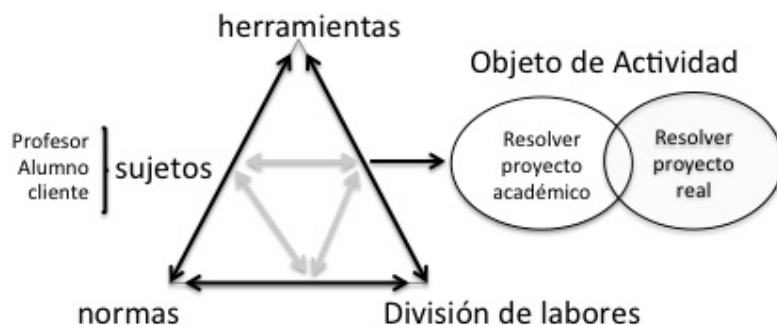 herramientas
Objeto de Actividad
Profesor
Alumno
cliente
sujetos
Resolver
proyecto
académico
Resolver
proyecto
real
normas
División de labores